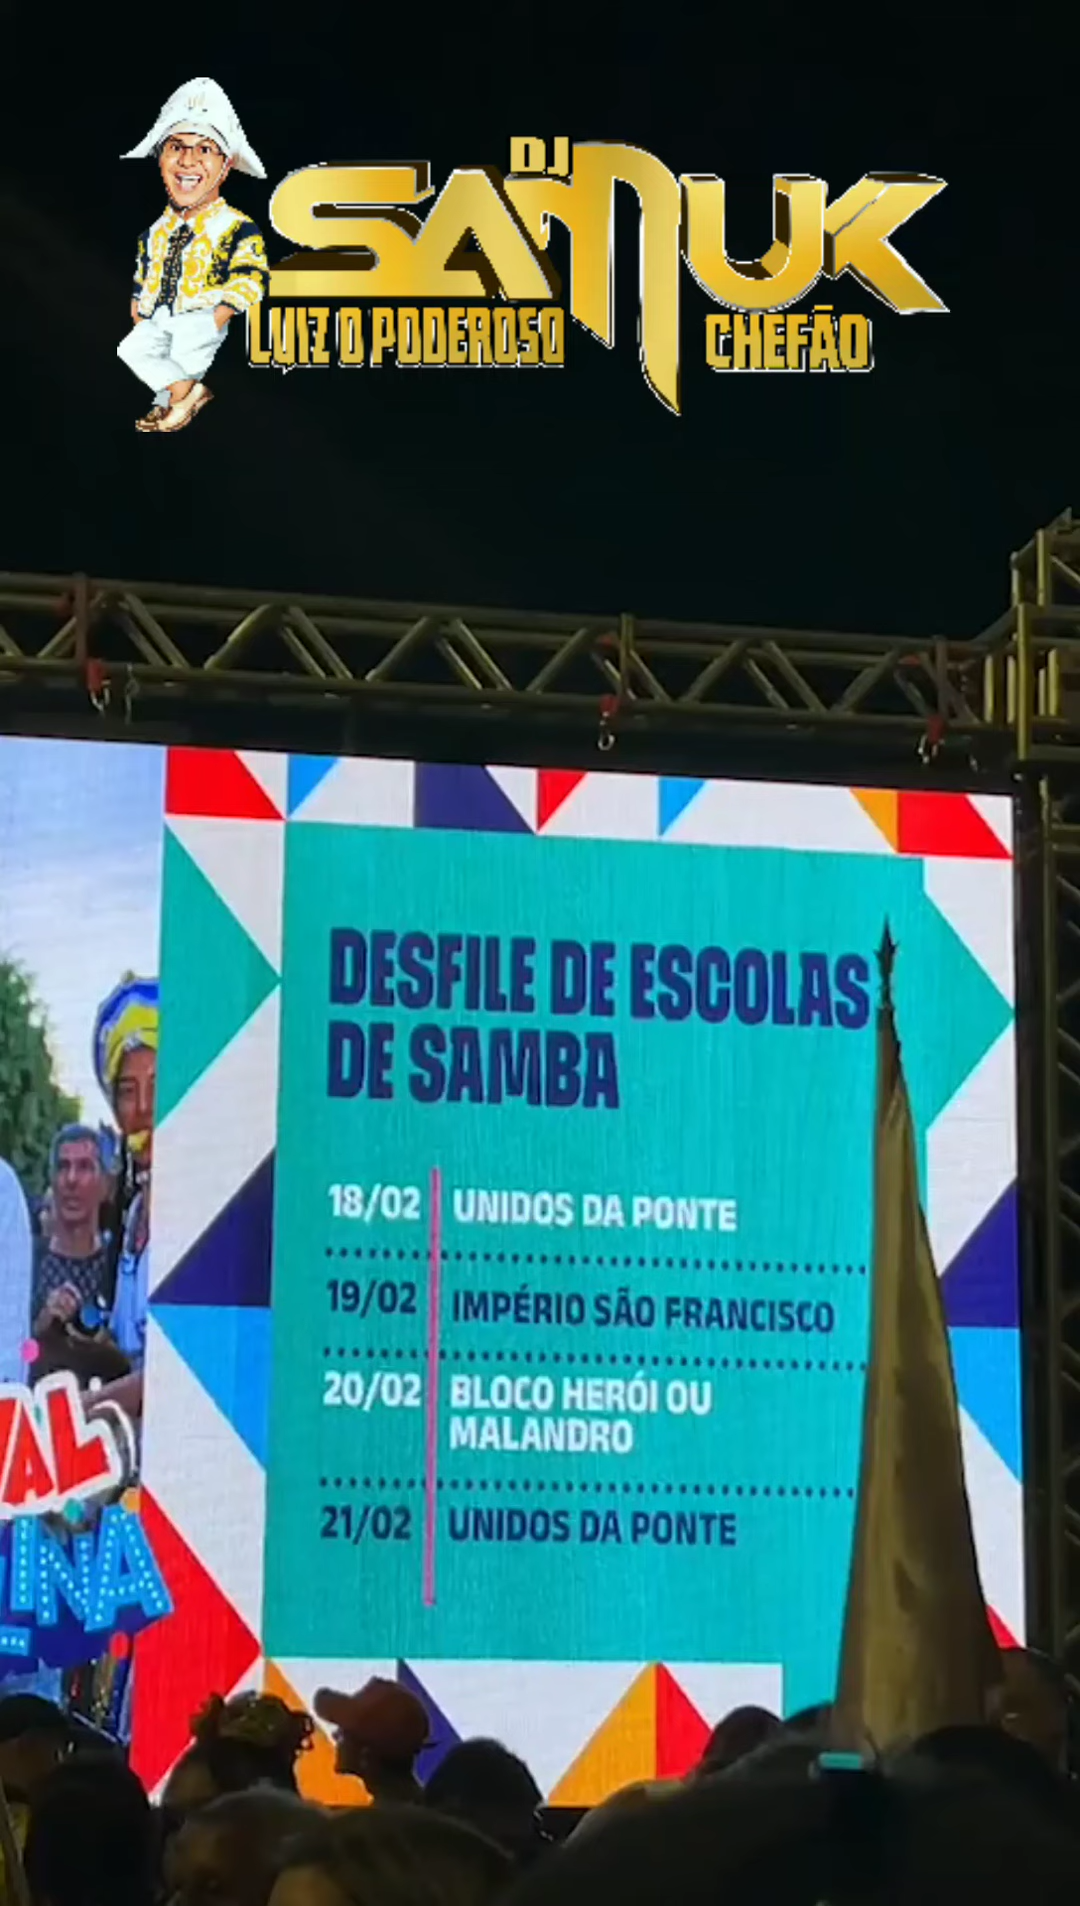 DJ
SAMUK
LUIZ O PODEROSO
CHEFÃO
DESFILE DE ESCOLAS
DE SAMBA
18/02 UNIDOS DA PONTE
19/02 IMPÉRIO SÃO FRANCISCO
20/02 BLOCO HERÓI OU
MALANDRO
21/02 UNIDOS DA PONTE